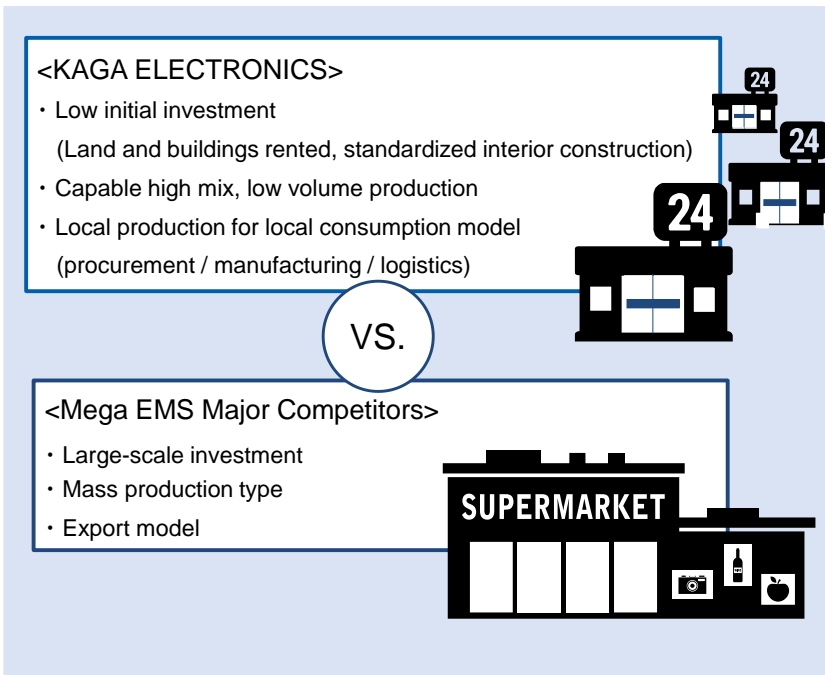 <KAGA ELECTRONICS>
・Low initial investment
(Land and buildings rented, standardized interior construction)
・Capable high mix, low volume production
・Local production for local consumption model
(procurement / manufacturing / logistics)
24
24
24
VS.
<Mega EMS Major Competitors>
・Large-scale investment
・Mass production type
・Export model
SUPERMARKET